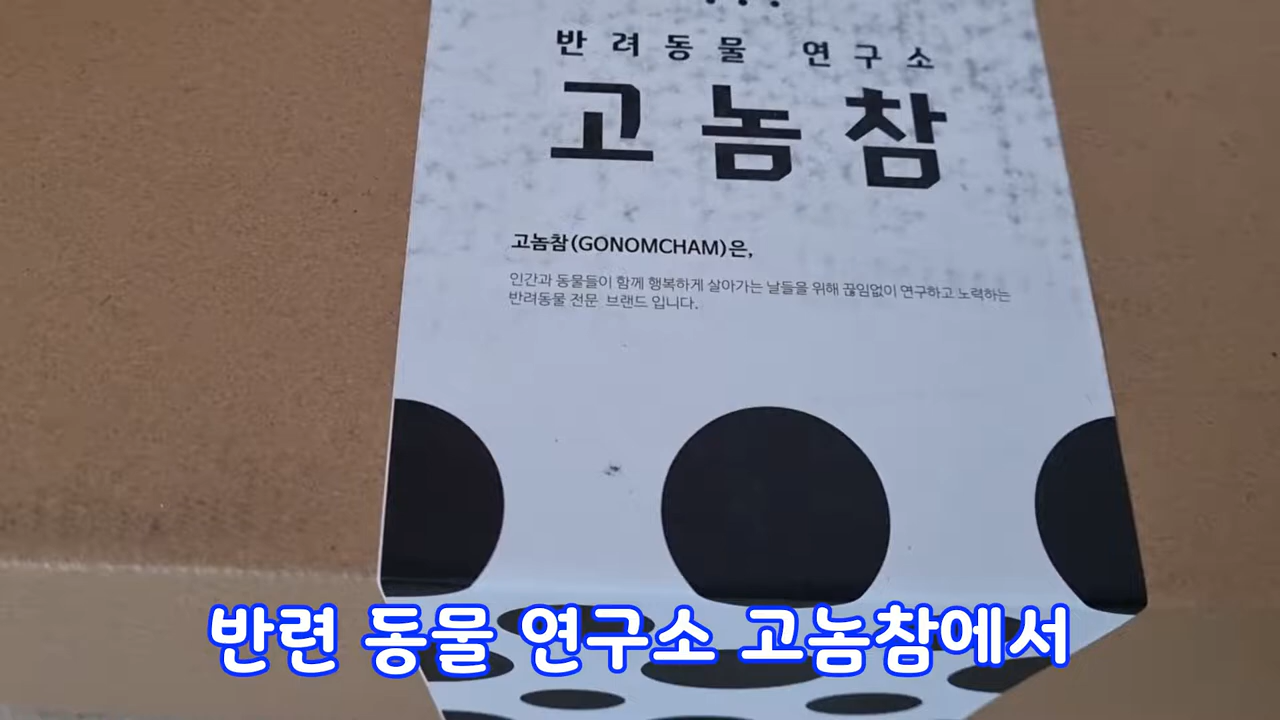 반려동물 연구소
고놈참
고놈참(GONOMCHAM)은,
인간과 동물들이 함께 행복하게 살아가는 날들을 위해 끊임없이 연구하고 노력하는
반려동물 전문 브랜드 입니다.
반련 동물 연구소 고놈참에서